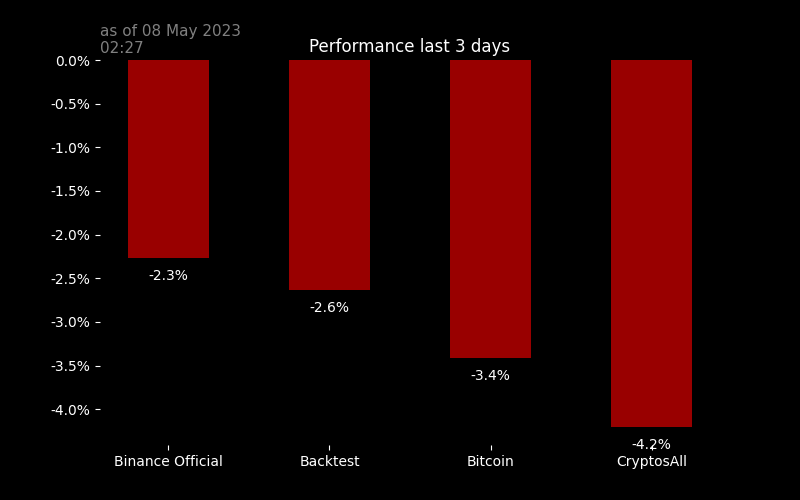 as of 08 May 2023
02:27
Performance last 3 days
0.0%
-0.5%
-1.0%
-1.5%
-2.0%
-2.5%
-3.0%
-3.5%
-4.0%
-2.3%
-2.6%
-3.4%
-4.2%
Binance Official
Backtest
Bitcoin
CryptosAll